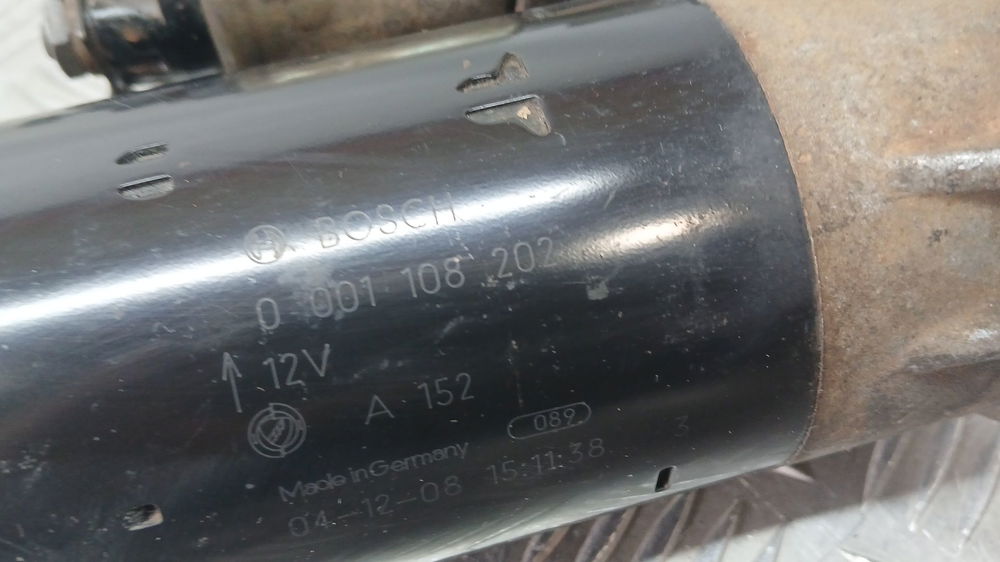 BOSCH
0 001 108 202
12V
A 152
089
Made in Germany
04-12-08 15:11:38 3